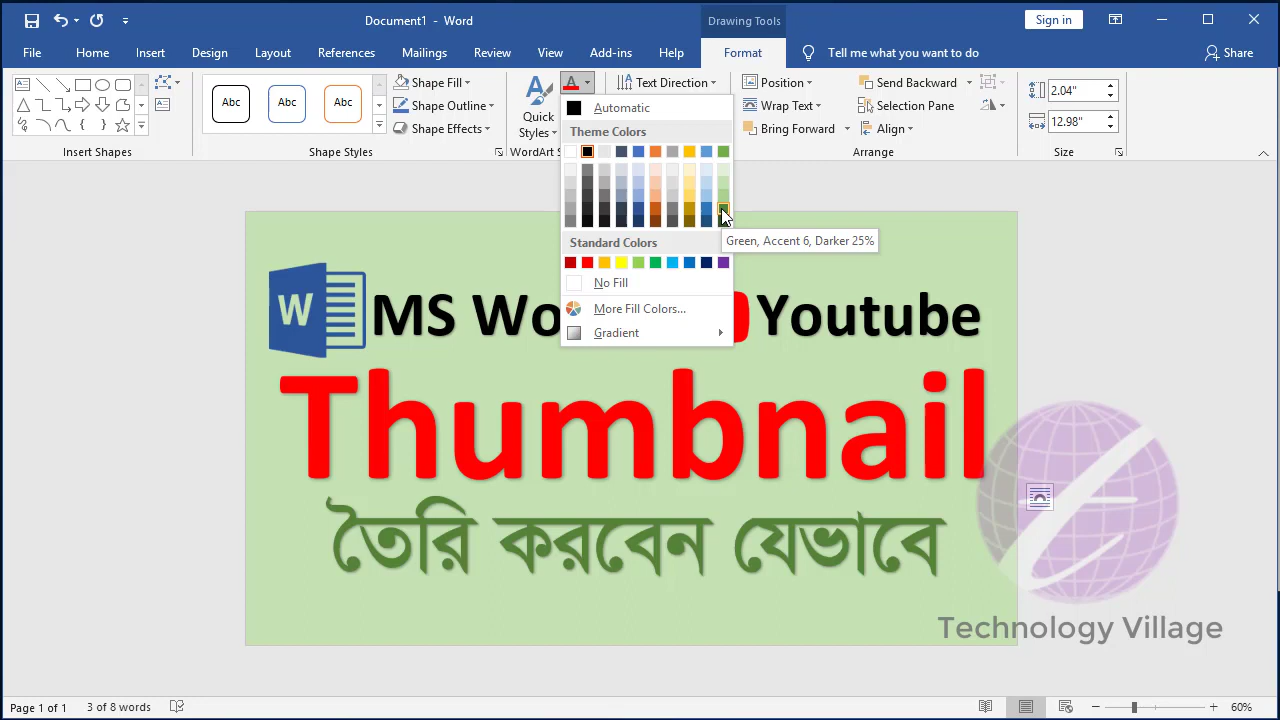 Document1 - Word
Drawing Tools
Sign in
File
Home
Insert
Design
Layout
References
Mailings
Review
View
Add-ins
Help
Format
Tell me what you want to do
Share
Abc
Abc
Abc
Shape Fill
Shape Outline
Shape Effects
Quick
Styles
A
Text Direction
Position
Wrap Text
Bring Forward
Send Backward
Selection Pane
Align
2.04"
12.98"
Insert Shapes
Shape Styles
WordArt S
Arrange
Size
Automatic
Theme Colors
Green, Accent 6, Darker 25%
Standard Colors
No Fill
More Fill Colors...
Gradient
W
MS Wo
Youtube
Thumbnail
তৈরি করবেন যেভাবে
Technology Village
Page 1 of 1
3 of 8 words
60%